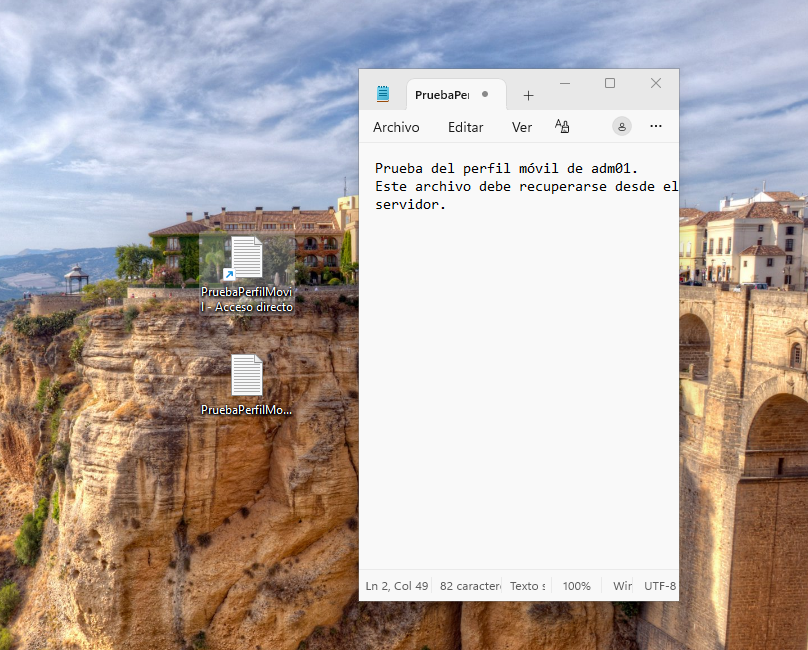 PruebaPer
Archivo
Editar
Ver
Prueba del perfil móvil de adm01.
Este archivo debe recuperarse desde el
servidor.
PruebaPerfilMovi
l - Acceso directo
PruebaPerfilMo...
Ln 2, Col 49
82 caracter
Texto s
100%
Wir
UTF-8